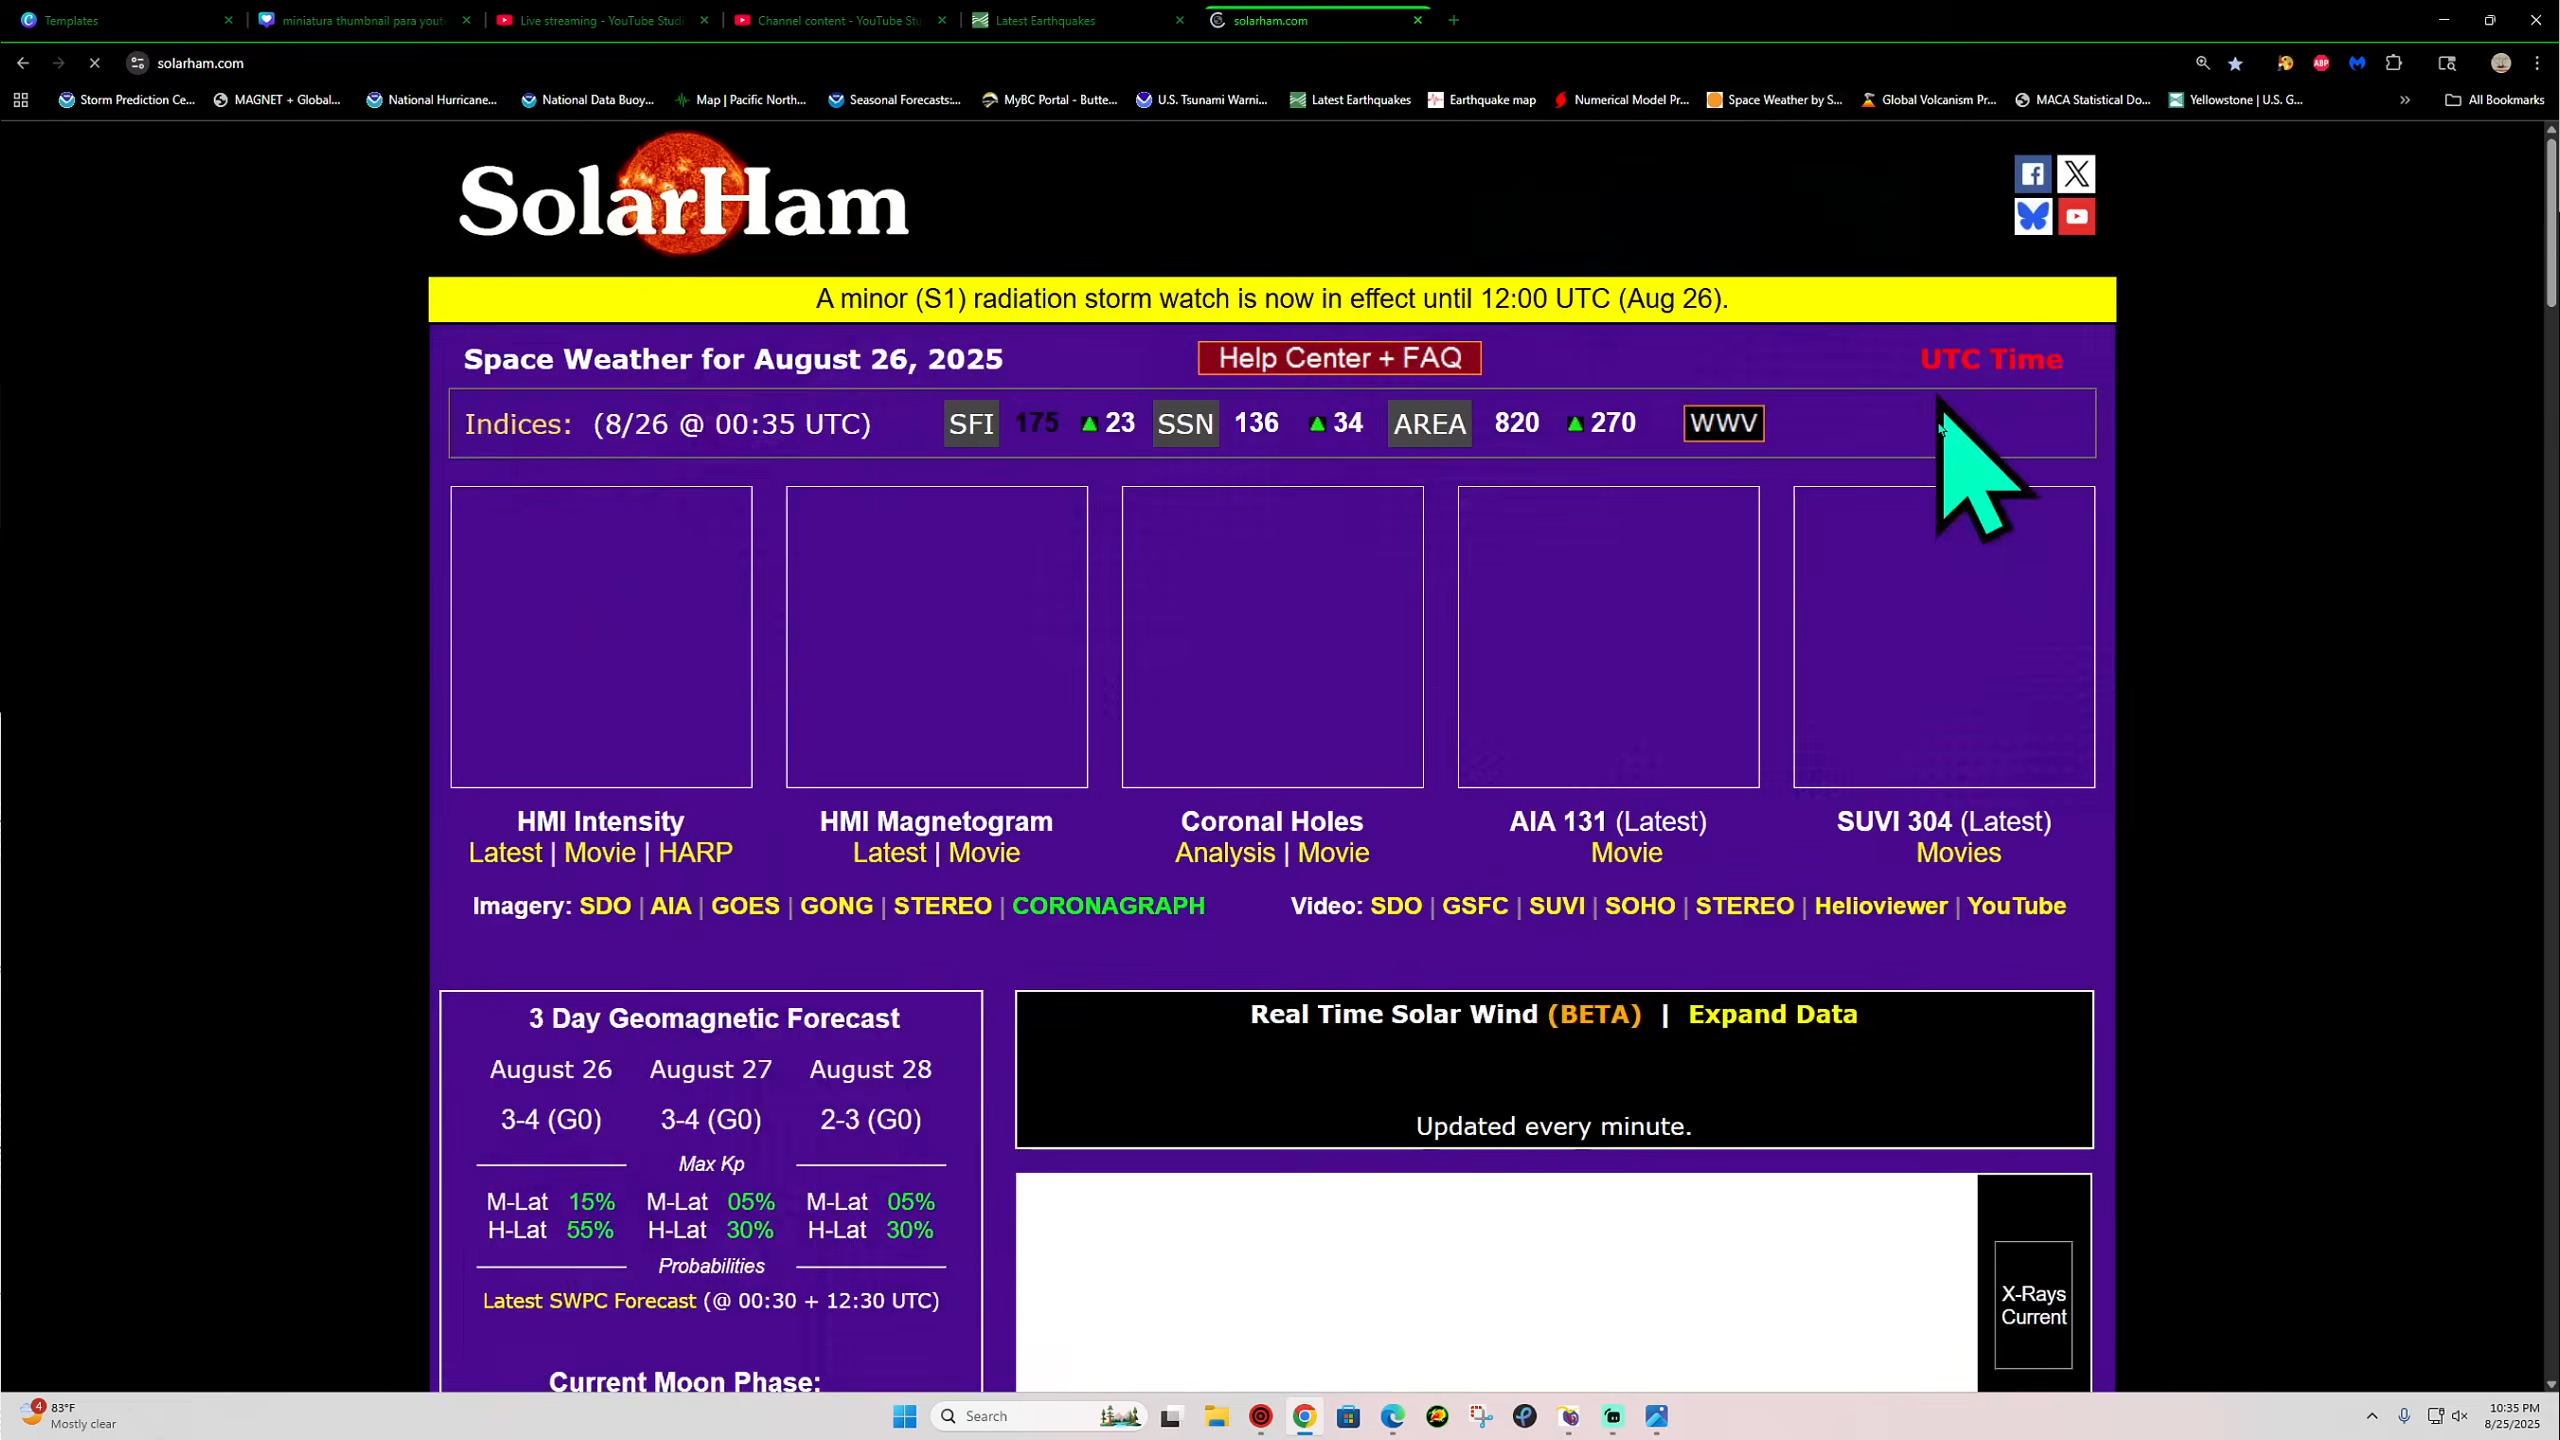 Templates
miniatura thumbnail para yout
Live streaming - YouTube Studi
Channel content - YouTube Stu
Latest Earthquakes
solarham.com
solarham.com
Storm Prediction Ce...
MAGNET + Global...
National Hurricane...
National Data Buoy...
Map | Pacific North...
Seasonal Forecasts:...
MyBC Portal - Butte...
U.S. Tsunami Warni...
Latest Earthquakes
Earthquake map
Numerical Model Pr...
Space Weather by S...
Global Volcanism Pr...
MACA Statistical Do...
Yellowstone | U.S. G...
All Bookmarks
SolarHam
A minor (S1) radiation storm watch is now in effect until 12:00 UTC (Aug 26).
Space Weather for August 26, 2025
Help Center + FAQ
UTC Time
Indices: (8/26 @ 00:35 UTC) SFI 175 23 SSN 136 34 AREA 820 270 WWV
HMI Intensity
Latest | Movie | HARP
HMI Magnetogram
Latest | Movie
Coronal Holes
Analysis | Movie
AIA 131 (Latest)
Movie
SUVI 304 (Latest)
Movies
Imagery: SDO | AIA | GOES | GONG | STEREO | CORONAGRAPH
Video: SDO | GSFC | SUVI | SOHO | STEREO | Helioviewer | YouTube
3 Day Geomagnetic Forecast
August 26 August 27 August 28
3-4 (G0) 3-4 (G0) 2-3 (G0)
Max Kp
M-Lat 15% M-Lat 05% M-Lat 05%
H-Lat 55% H-Lat 30% H-Lat 30%
Probabilities
Latest SWPC Forecast (@ 00:30 + 12:30 UTC)
Current Moon Phase:
Real Time Solar Wind (BETA) | Expand Data
Updated every minute.
X-Rays
Current
4
83°F
Mostly clear
Search
10:35 PM
8/25/2025